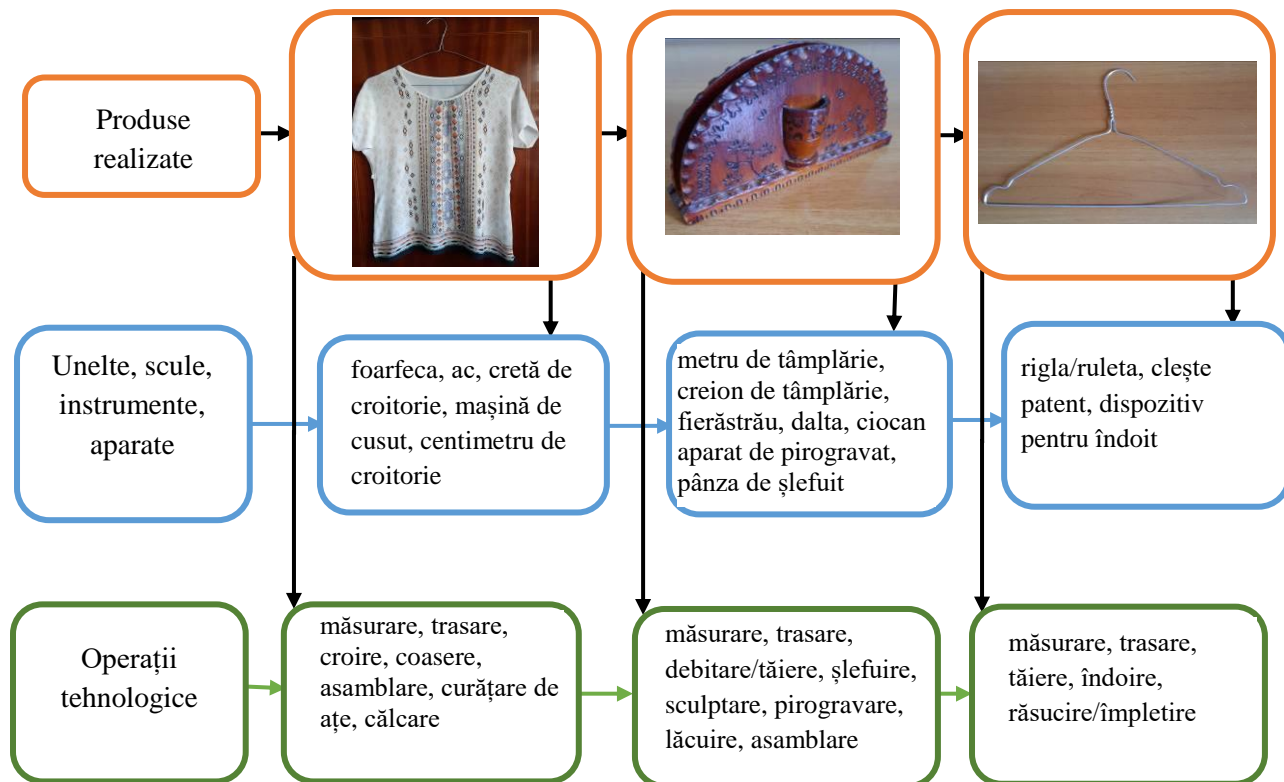 Produse
realizate
Unelte, scule,
instrumente,
aparate
foarfeca, ac, cretă de
croitorie, mașină de
cusut, centimetru de
croitorie
metru de tâmplărie,
creion de tâmplărie,
fierăstrău, dalta, ciocan
aparat de pirogravat,
pânza de șlefuit
rigla/ruleta, clește
patent, dispozitiv
pentru îndoit
Operații
tehnologice
măsurare, trasare,
croire, coasere,
asamblare, curățare de
ațe, călcare
măsurare, trasare,
debitare/tăiere, șlefuire,
sculptare, pirogravare,
lăcuire, asamblare
măsurare, trasare,
tăiere, îndoire,
răsucire/împletire